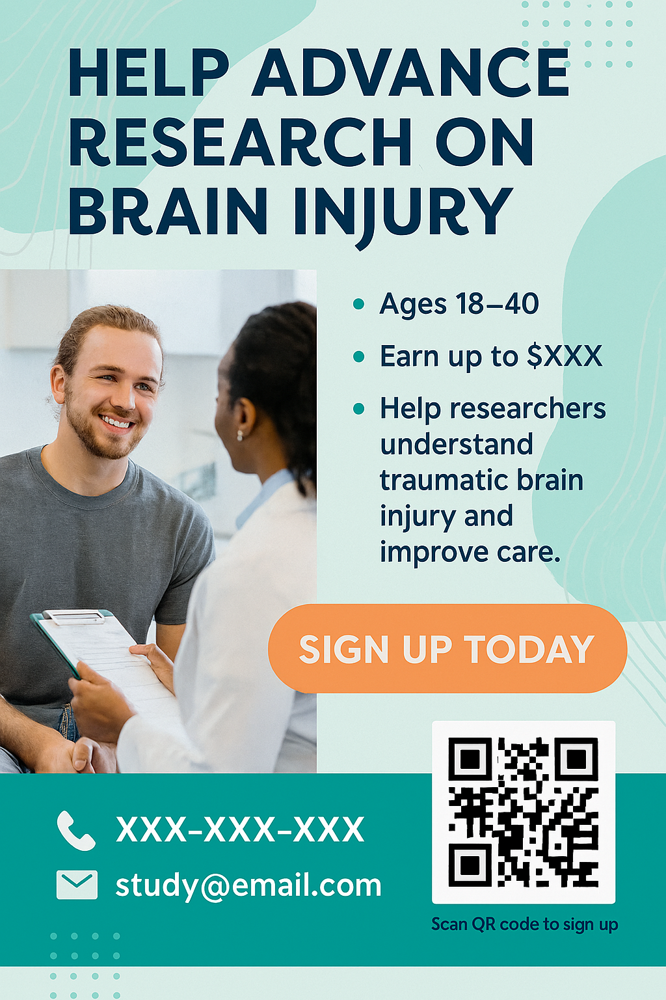 HELP ADVANCE
RESEARCH ON
BRAIN INJURY
• Ages 18–40
• Earn up to $XXX
• Help researchers
understand
traumatic brain
injury and
improve care.
SIGN UP TODAY
XXX–XXX–XXX
study@email.com
Scan QR code to sign up